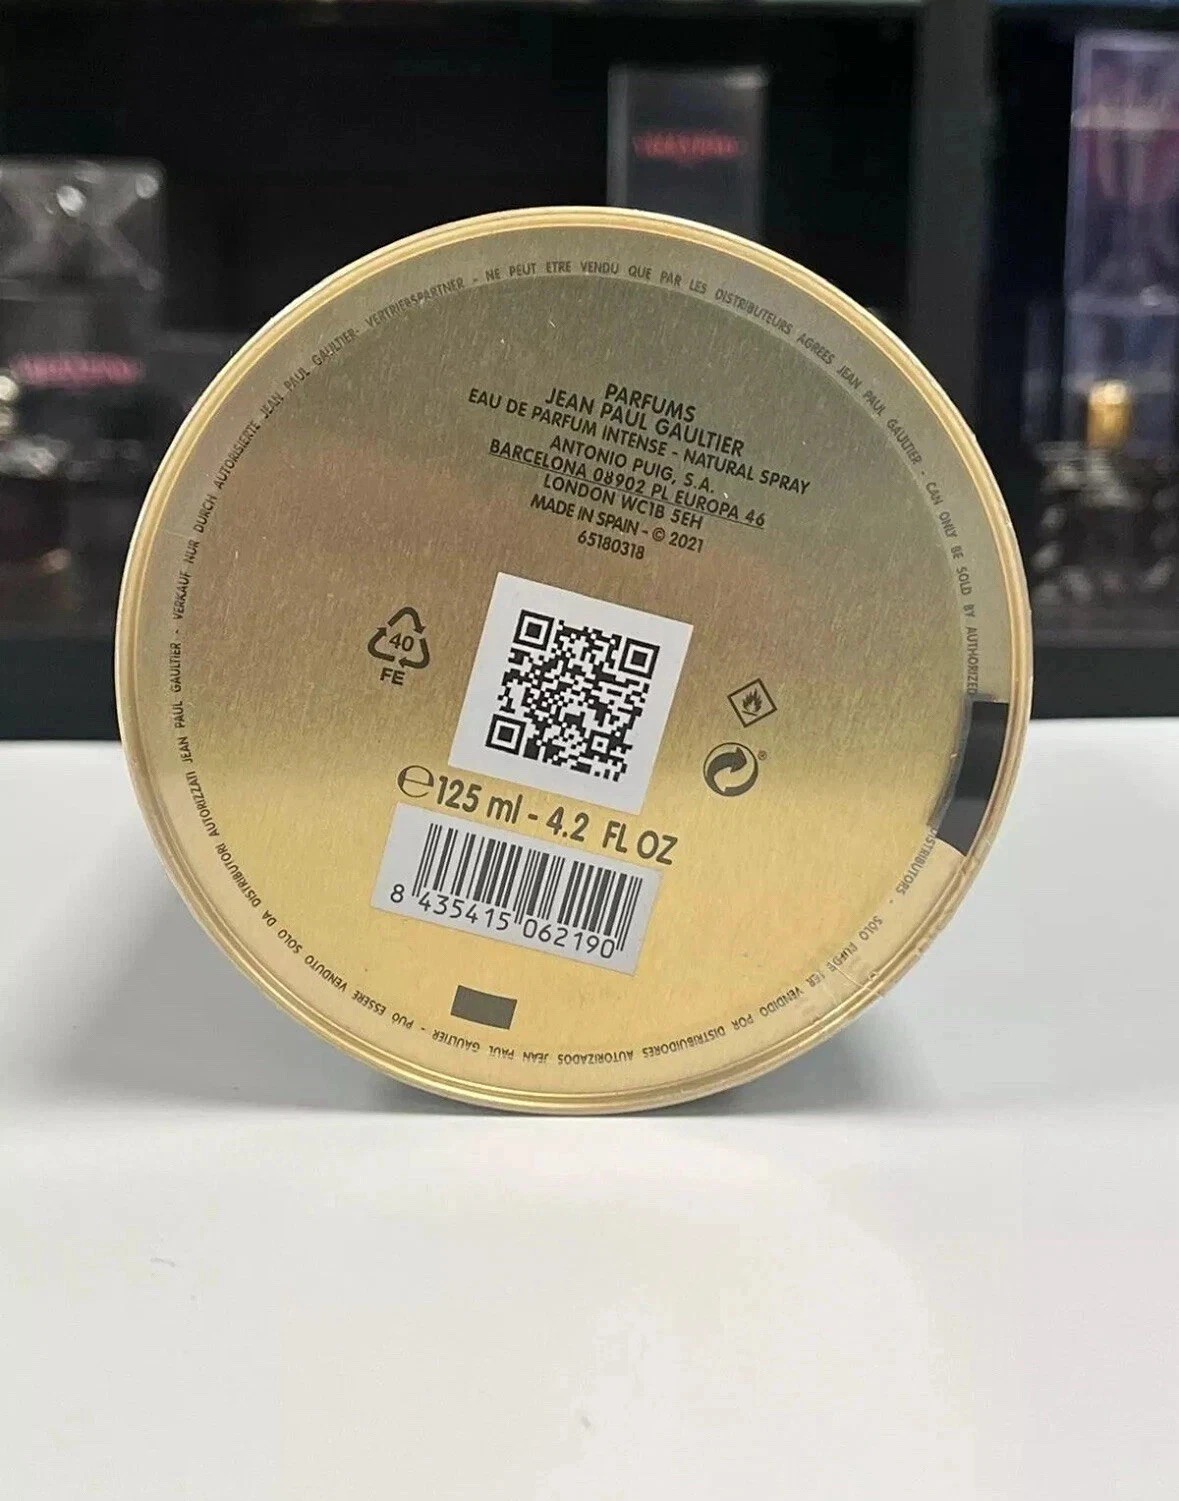 NE PEUT ETRE VENDU QUE PAR LES DISTRIBUTEURS AGREES JEAN PAUL GAULTIER - CAN ONLY BE SOLD BY AUTHORIZED
DISTRIBUTORS - SOLO PUEDE SER VENDIDO POR DISTRIBUIDORES AUTORIZADOS JEAN PAUL GAULTIER - PUÓ ESSERE VENDUTO SOLO DA DISTRIBUTORI AUTORIZZATI JEAN PAUL GAULTIER - VERKAUF NUR DURCH AUTORISIERTE JEAN PAUL GAULTIER- VERTRIEBSPARTNER -
PARFUMS
JEAN PAUL GAULTIER
EAU DE PARFUM INTENSE - NATURAL SPRAY
ANTONIO PUIG, S.A.
BARCELONA 08902 PL EUROPA 46
LONDON WC1B 5EH
MADE IN SPAIN - © 2021
65180318
40
FE
℮125 ml - 4.2 FL OZ
8 435415 062190